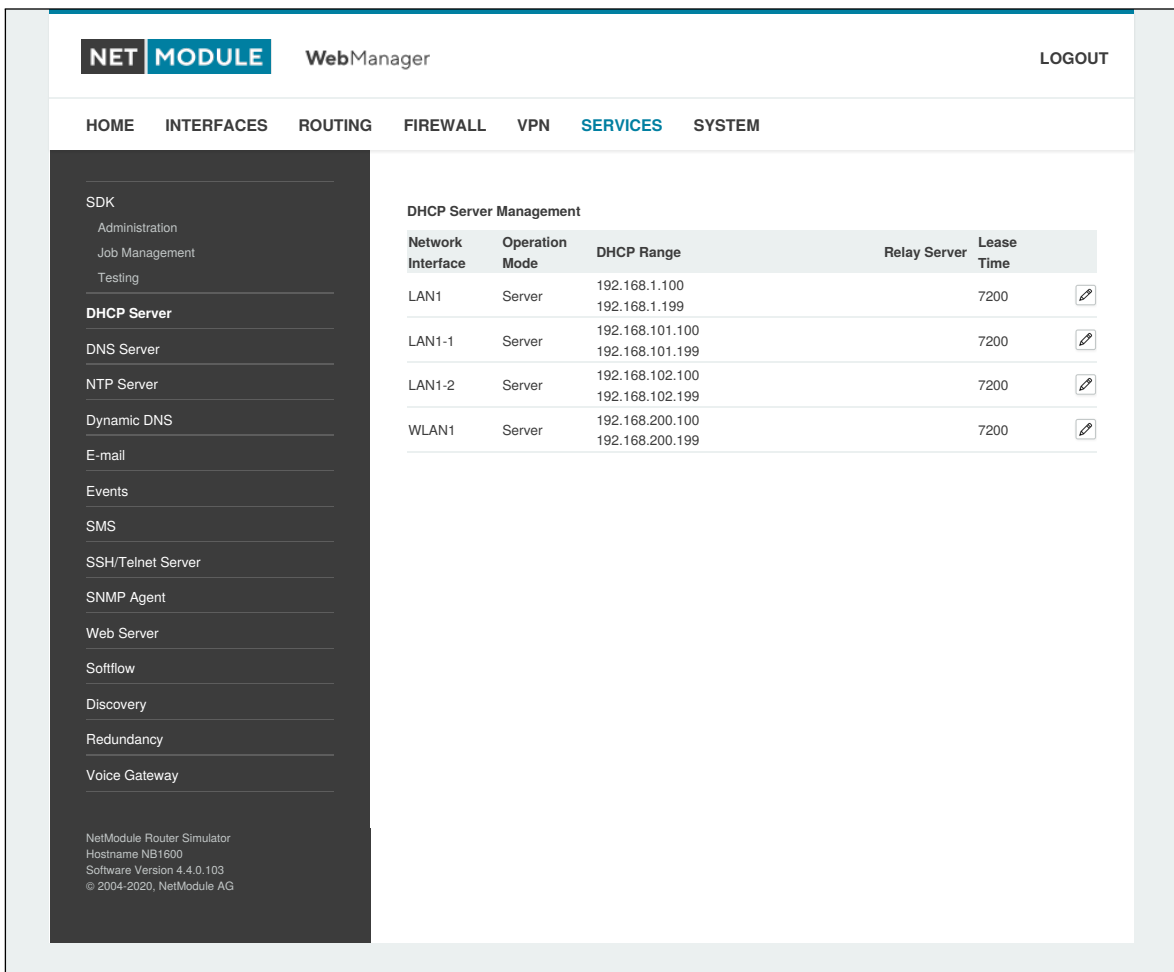 NET MODULE WebManager LOGOUT
HOME INTERFACES ROUTING FIREWALL VPN SERVICES SYSTEM
SDK
Administration
Job Management
Testing
DHCP Server
DNS Server
NTP Server
Dynamic DNS
E-mail
Events
SMS
SSH/Telnet Server
SNMP Agent
Web Server
Softflow
Discovery
Redundancy
Voice Gateway
NetModule Router Simulator
Hostname NB1600
Software Version 4.4.0.103
© 2004-2020, NetModule AG
DHCP Server Management
Network Operation DHCP Range Relay Server Lease
Interface Mode Time
LAN1 Server 192.168.1.100 7200
192.168.1.199
LAN1-1 Server 192.168.101.100 7200
192.168.101.199
LAN1-2 Server 192.168.102.100 7200
192.168.102.199
WLAN1 Server 192.168.200.100 7200
192.168.200.199